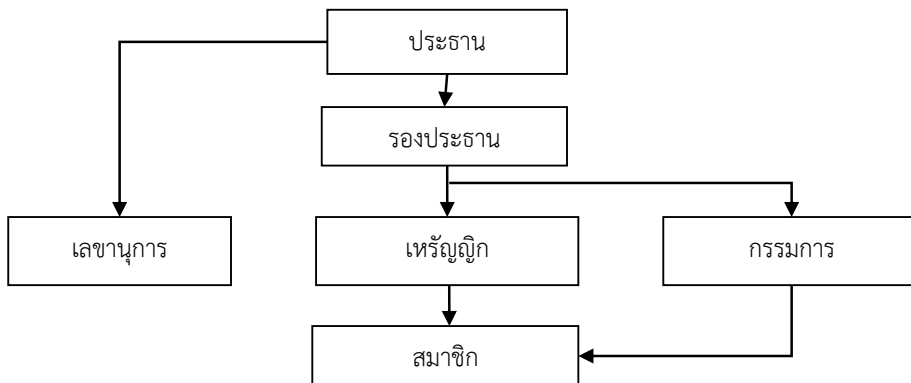 ประธาน
รองประธาน
เลขานุการ
เหรัญญิก
กรรมการ
สมาชิก